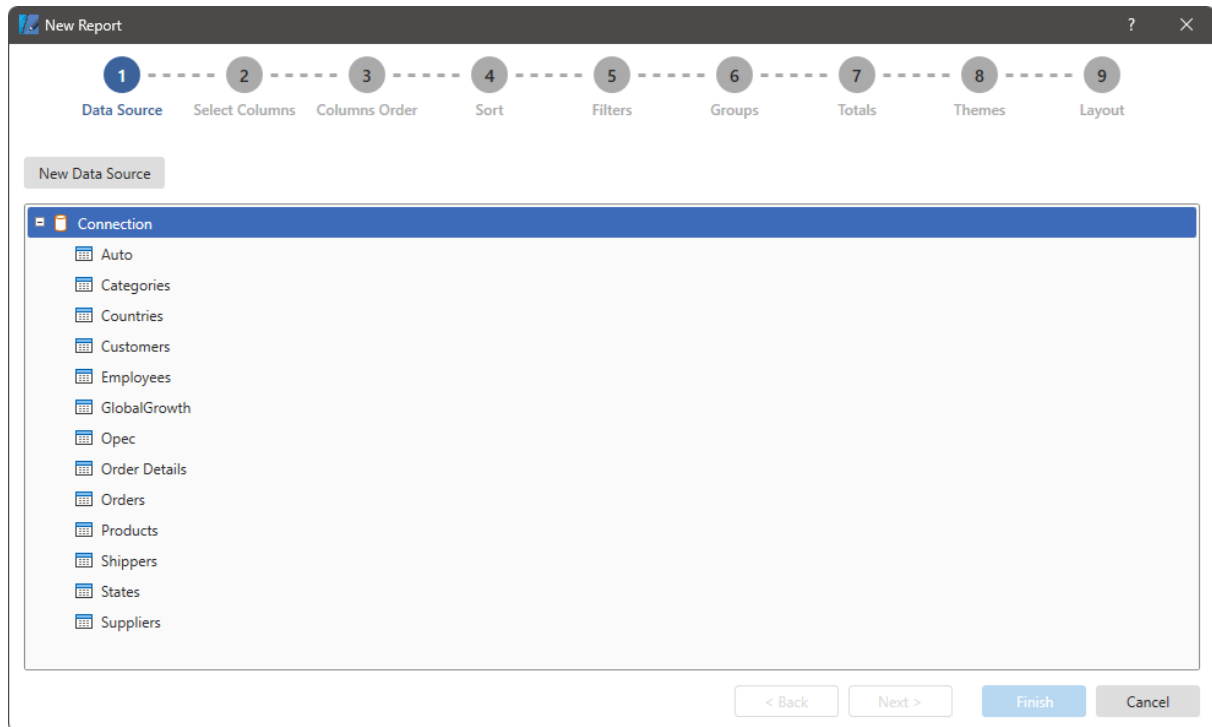 New Report
1 2 3 4 5 6 7 8 9
Data Source Select Columns Columns Order Sort Filters Groups Totals Themes Layout
New Data Source
Connection
Auto
Categories
Countries
Customers
Employees
GlobalGrowth
Opec
Order Details
Orders
Products
Shippers
States
Suppliers
< Back Next > Finish Cancel